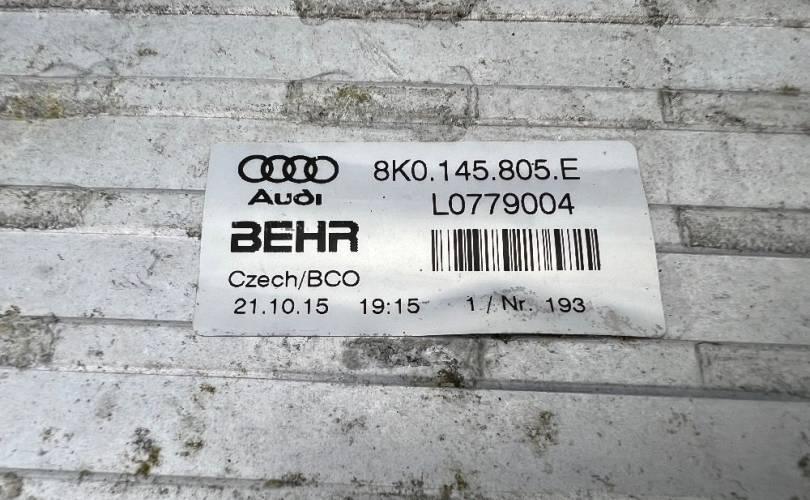 8K0.145.805.E
Audi
L0779004
BEHR
Czech/BCO
21.10.15 19:15 1 / Nr. 193